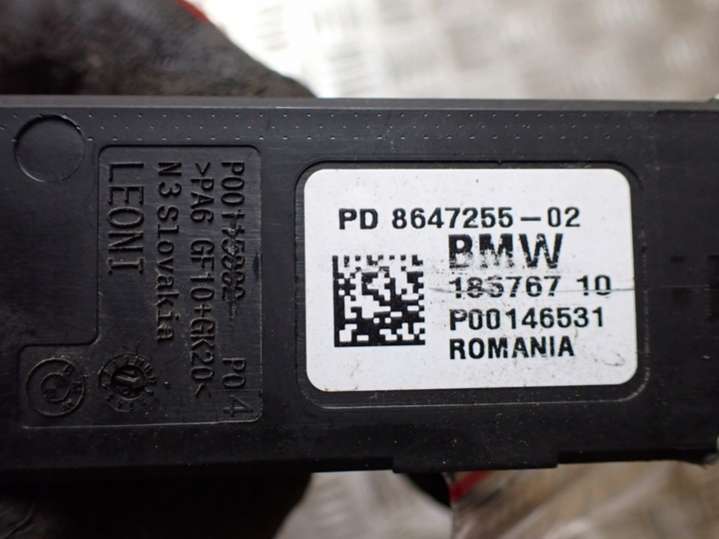 PD 8647255-02
BMW
185767 10
P00146531
ROMANIA
P04
>PA6 GF10+GK20<
N3 Slovakia
LEONI